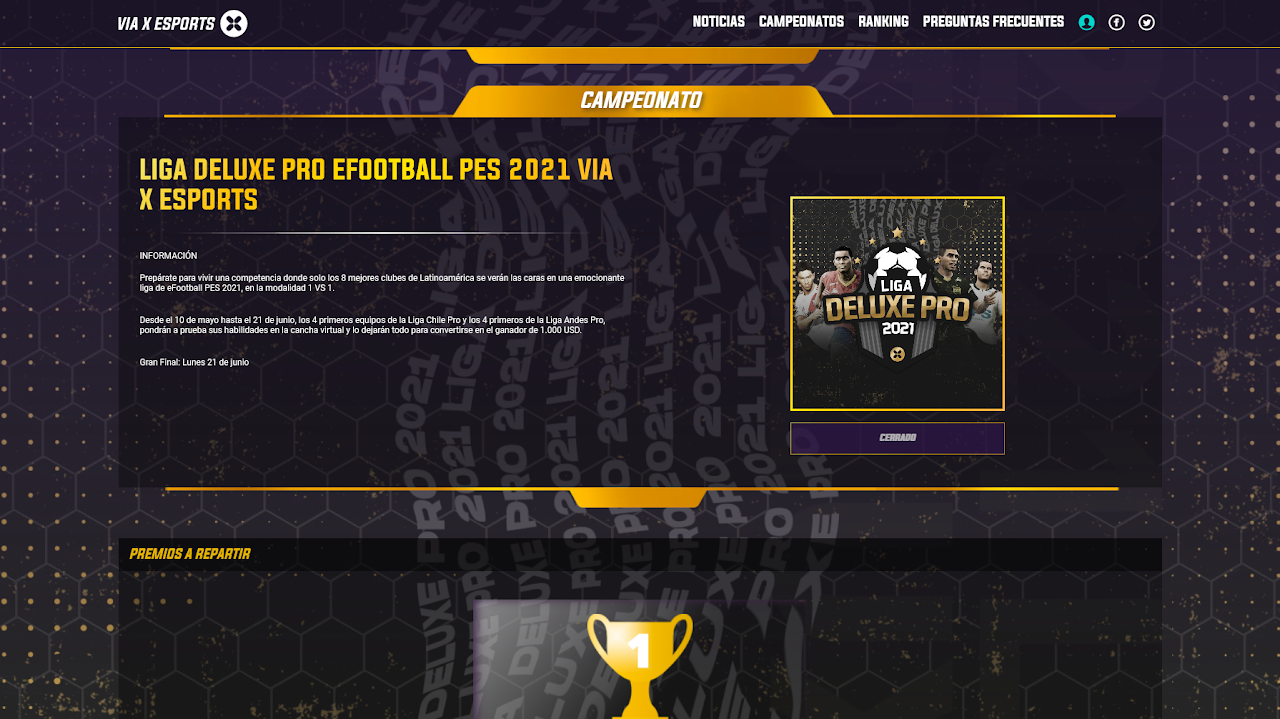 VIA X ESPORTS
NOTICIAS
CAMPEONATOS
RANKING
PREGUNTAS FRECUENTES
CAMPEONATO
LIGA DELUXE PRO EFOOTBALL PES 2021 VIA
X ESPORTS
INFORMACIÓN
Prepárate para vivir una competencia donde solo los 8 mejores clubes de Latinoamérica se verán las caras en una emocionante
liga de eFootball PES 2021, en la modalidad 1 VS 1.
Desde el 10 de mayo hasta el 21 de junio, los 4 primeros equipos de la Liga Chile Pro y los 4 primeros de la Liga Andes Pro,
pondrán a prueba sus habilidades en la cancha virtual y lo dejarán todo para convertirse en el ganador de 1.000 USD.
Gran Final: Lunes 21 de junio
LIGA
DELUXE PRO
2021
CERRADO
PREMIOS A REPARTIR
1